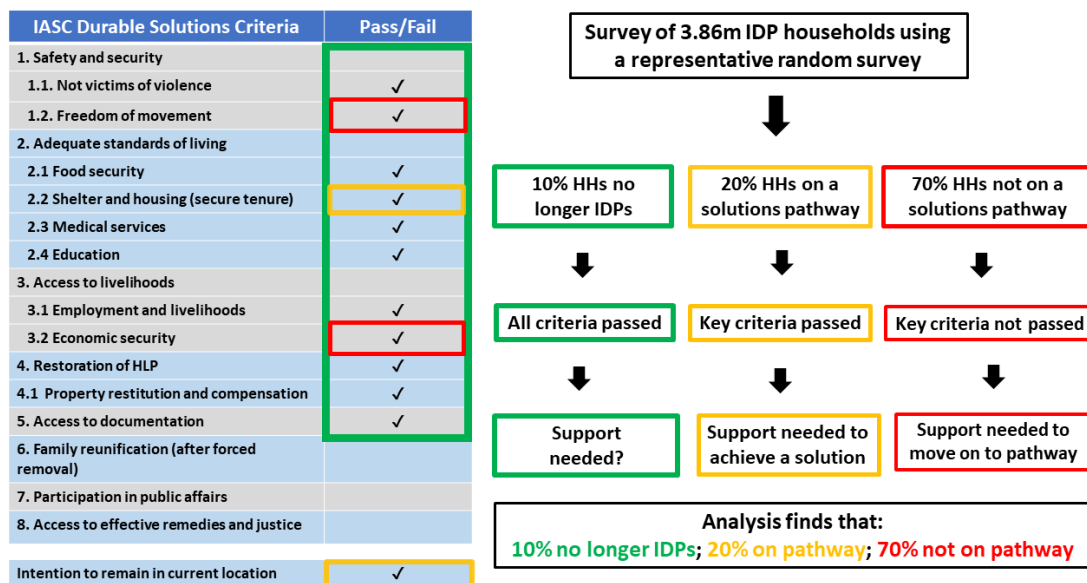 IASC Durable Solutions Criteria Pass/Fail
1. Safety and security
1.1. Not victims of violence ✓
1.2. Freedom of movement ✓
2. Adequate standards of living
2.1 Food security ✓
2.2 Shelter and housing (secure tenure) ✓
2.3 Medical services ✓
2.4 Education ✓
3. Access to livelihoods
3.1 Employment and livelihoods ✓
3.2 Economic security ✓
4. Restoration of HLP ✓
4.1 Property restitution and compensation ✓
5. Access to documentation ✓
6. Family reunification (after forced
removal)
7. Participation in public affairs
8. Access to effective remedies and justice
Intention to remain in current location ✓
Survey of 3.86m IDP households using
a representative random survey
10% HHs no
longer IDPs
20% HHs on a
solutions pathway
70% HHs not on a
solutions pathway
All criteria passed
Key criteria passed
Key criteria not passed
Support
needed?
Support needed to
achieve a solution
Support needed to
move on to pathway
Analysis finds that:
10% no longer IDPs; 20% on pathway; 70% not on pathway